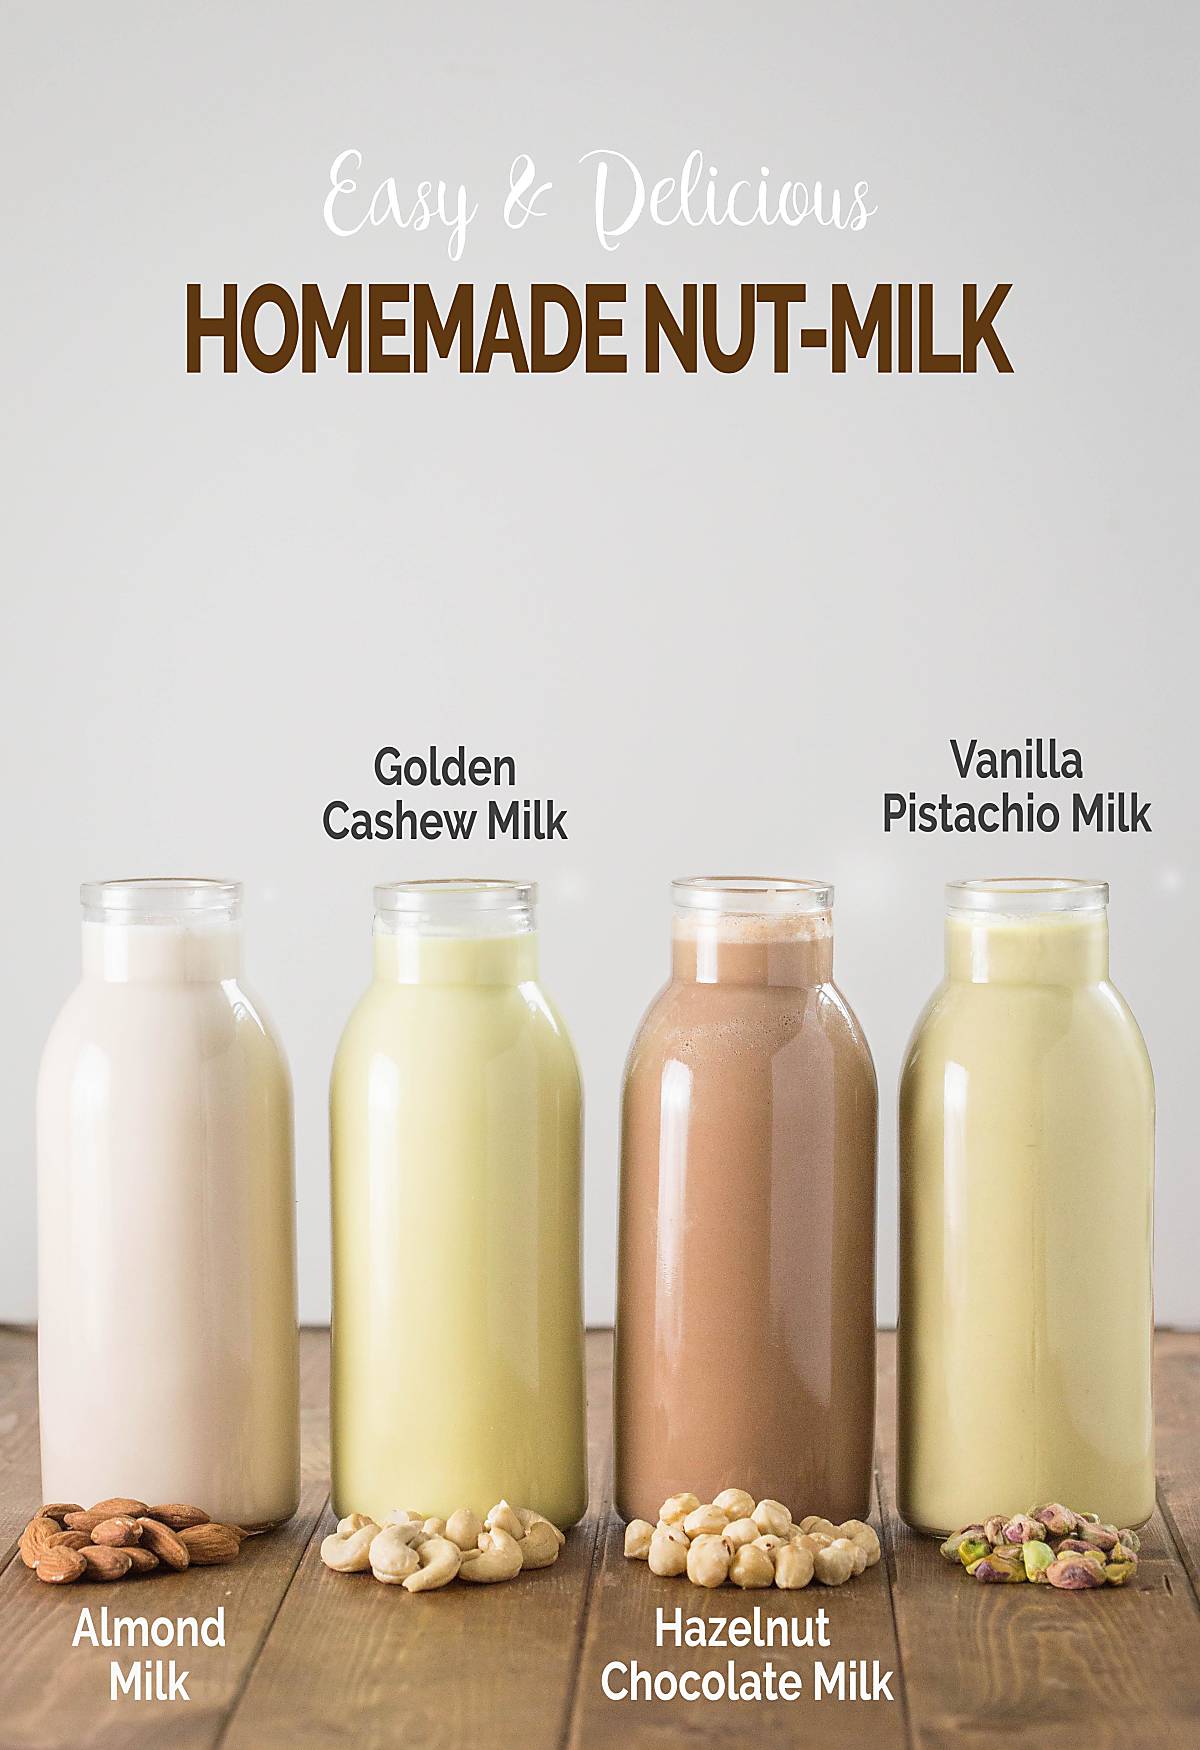 Easy & Delicious
HOMEMADE NUT-MILK
Golden
Cashew Milk
Vanilla
Pistachio Milk
Almond
Milk
Hazelnut
Chocolate Milk